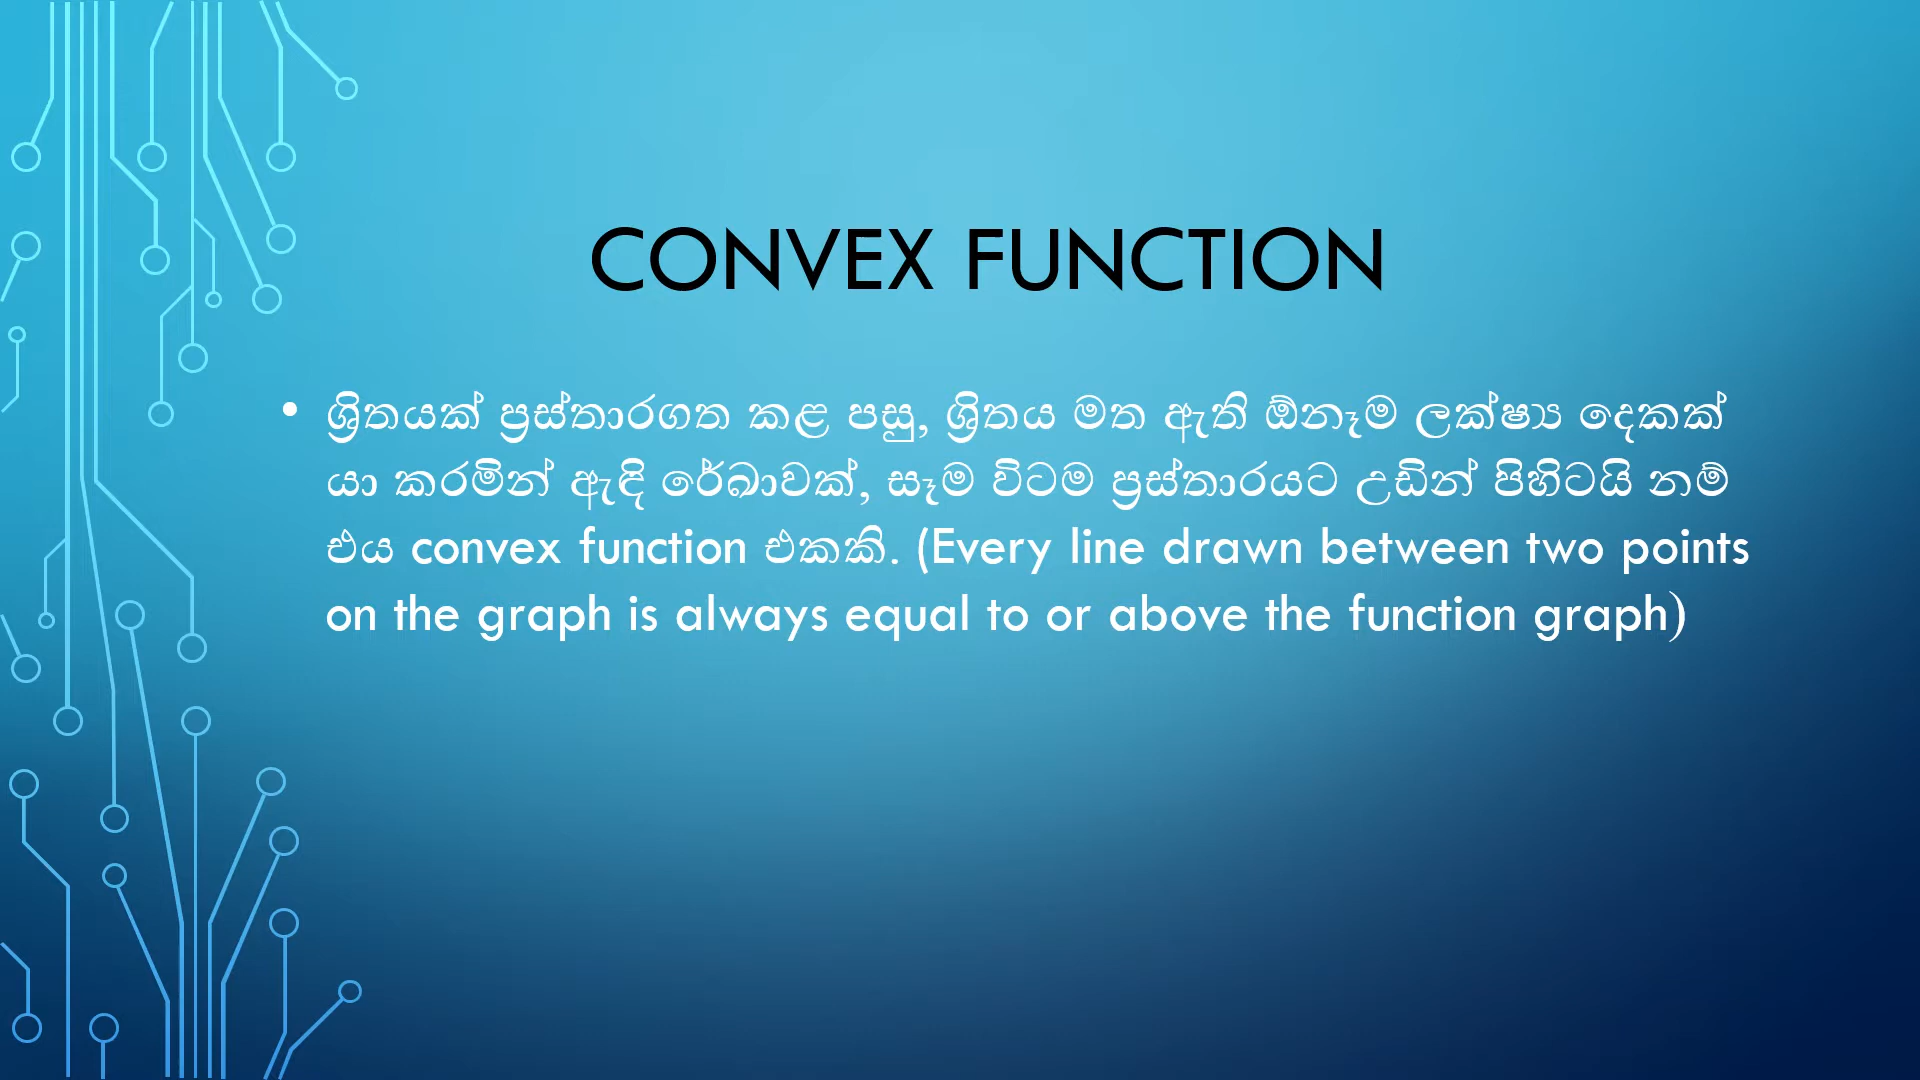 CONVEX FUNCTION
• ශ්‍රිතයක් ප්‍රස්තාරගත කළ පසු, ශ්‍රිතය මත ඇති ඕනෑම ලක්ෂ්‍ය දෙකක්
යා කරමින් ඇඳි රේඛාවක්, සෑම විටම ප්‍රස්තාරයට උඩින් පිහිටයි නම්
එය convex function එකකි. (Every line drawn between two points
on the graph is always equal to or above the function graph)